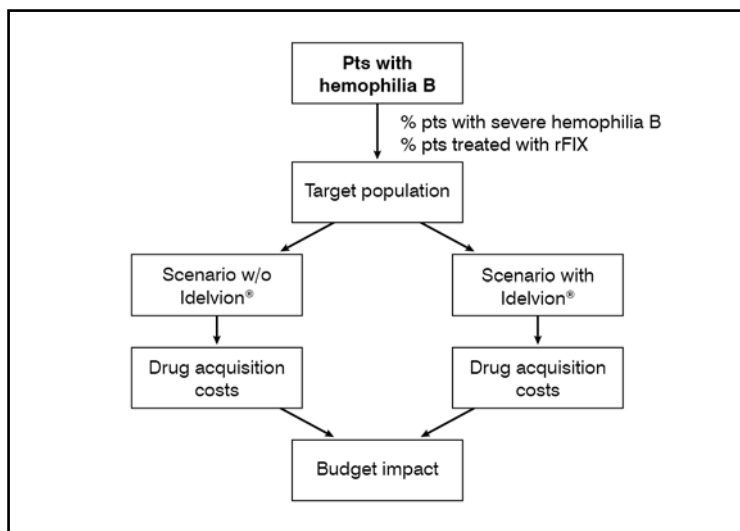 Pts with
hemophilia B
% pts with severe hemophilia B
% pts treated with rFIX
Target population
Scenario w/o
Idelvion®
Scenario with
Idelvion®
Drug acquisition
costs
Drug acquisition
costs
Budget impact